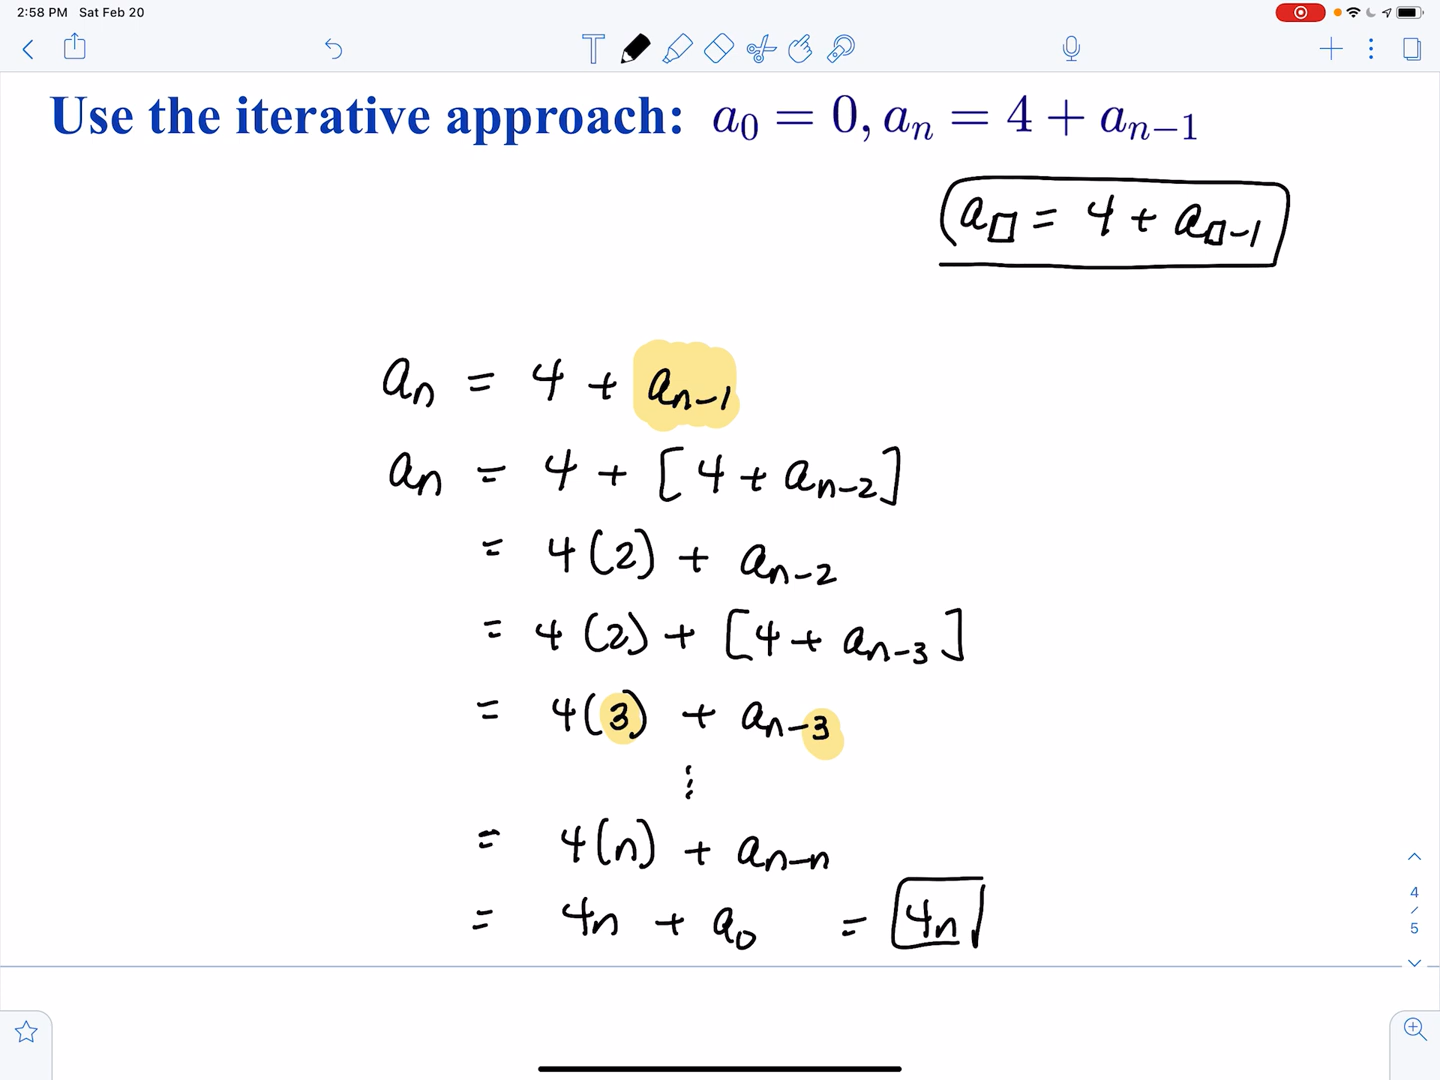 2:58 PM Sat Feb 20
Use the iterative approach: a₀ = 0, aₙ = 4 + aₙ₋₁
a□ = 4 + a□₋₁
aₙ = 4 + aₙ₋₁
aₙ = 4 + [4 + aₙ₋₂]
= 4(2) + aₙ₋₂
= 4(2) + [4 + aₙ₋₃]
= 4(3) + aₙ₋₃
⋮
= 4(n) + aₙ₋ₙ
= 4n + a₀ = 4n
4
/
5